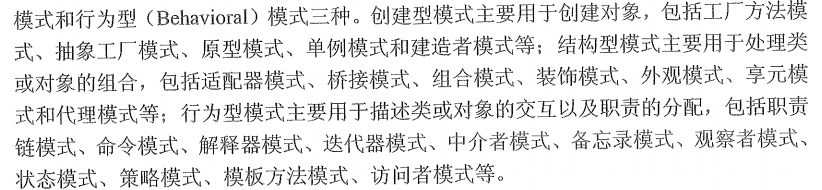 模式和行为型（Behavioral）模式三种。创建型模式主要用于创建对象，包括工厂方法模
式、抽象工厂模式、原型模式、单例模式和建造者模式等；结构型模式主要用于处理类
或对象的组合，包括适配器模式、桥接模式、组合模式、装饰模式、外观模式、享元模
式和代理模式等；行为型模式主要用于描述类或对象的交互以及职责的分配，包括职责
链模式、命令模式、解释器模式、迭代器模式、中介者模式、备忘录模式、观察者模式、
状态模式、策略模式、模板方法模式、访问者模式等。